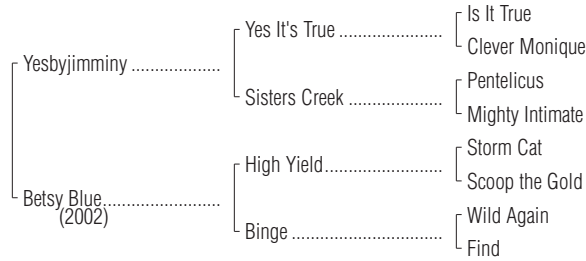 Is It True
Yes It's True ....................
Clever Monique
Yesbyjimminy ..................
Pentelicus
Sisters Creek ...................
Mighty Intimate
Storm Cat
High Yield.......................
Scoop the Gold
Betsy Blue.......................
(2002)
Wild Again
Binge .............................
Find